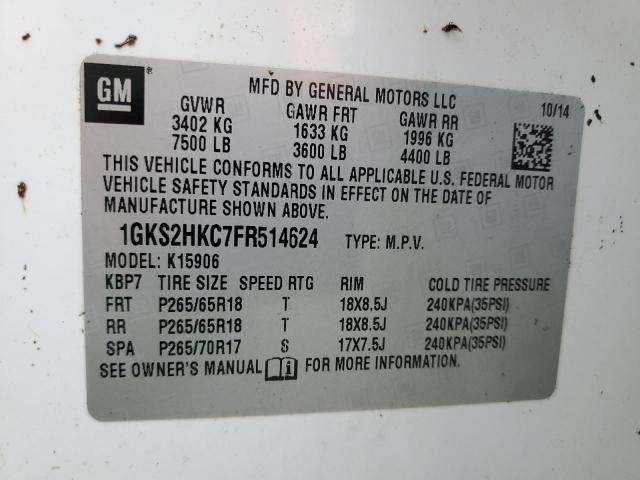 GM
MFD BY GENERAL MOTORS LLC
10/14
GVWR GAWR FRT GAWR RR
3402 KG 1633 KG 1996 KG
7500 LB 3600 LB 4400 LB
THIS VEHICLE CONFORMS TO ALL APPLICABLE U.S. FEDERAL MOTOR
VEHICLE SAFETY STANDARDS IN EFFECT ON THE DATE OF
MANUFACTURE SHOWN ABOVE.
1GKS2HKC7FR514624 TYPE: M.P.V.
MODEL: K15906
KBP7 TIRE SIZE SPEED RTG RIM COLD TIRE PRESSURE
FRT P265/65R18 T 18X8.5J 240KPA(35PSI)
RR P265/65R18 T 18X8.5J 240KPA(35PSI)
SPA P265/70R17 S 17X7.5J 240KPA(35PSI)
SEE OWNER'S MANUAL FOR MORE INFORMATION.